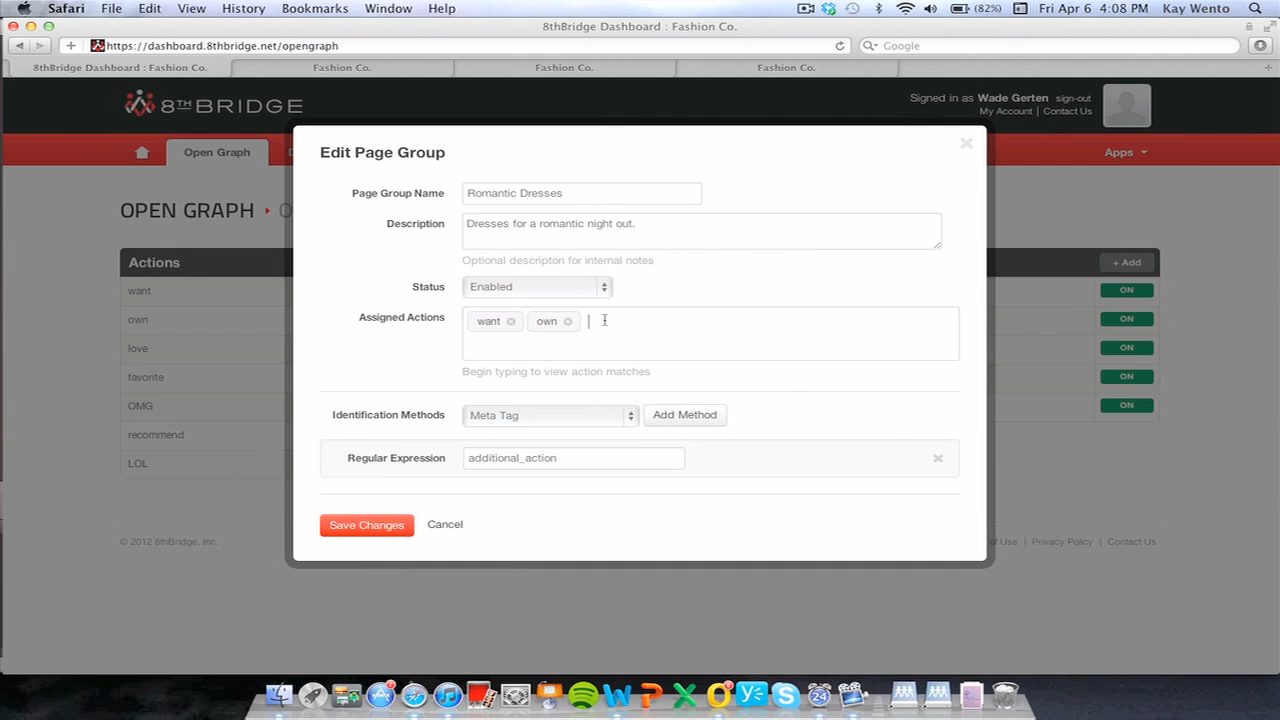 Safari File Edit View History Bookmarks Window Help (82%) Fri Apr 6 4:08 PM Kay Wento
8thBridge Dashboard : Fashion Co.
https://dashboard.8thbridge.net/opengraph Google
8thBridge Dashboard : Fashion Co. Fashion Co. Fashion Co. Fashion Co.
8TH BRIDGE
Signed in as Wade Gerten sign-out
My Account | Contact Us
Open Graph D Apps
Edit Page Group
Page Group Name Romantic Dresses
OPEN GRAPH
Description Dresses for a romantic night out.
Optional descripton for internal notes
Actions + Add
Status Enabled
want ON
Assigned Actions want own
own ON
love ON
Begin typing to view action matches
favorite ON
OMG ON
Identification Methods Meta Tag Add Method
recommend
Regular Expression additional_action
LOL
Save Changes Cancel
© 2012 8thBridge, Inc. of Use | Privacy Policy | Contact Us
24